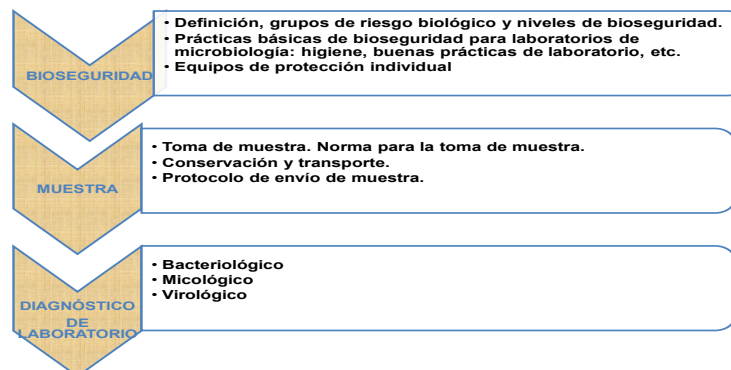 BIOSEGURIDAD
• Definición, grupos de riesgo biológico y niveles de bioseguridad.
• Prácticas básicas de bioseguridad para laboratorios de
microbiología: higiene, buenas prácticas de laboratorio, etc.
• Equipos de protección individual
MUESTRA
• Toma de muestra. Norma para la toma de muestra.
• Conservación y transporte.
• Protocolo de envío de muestra.
DIAGNÓSTICO
DE
LABORATORIO
• Bacteriológico
• Micológico
• Virológico